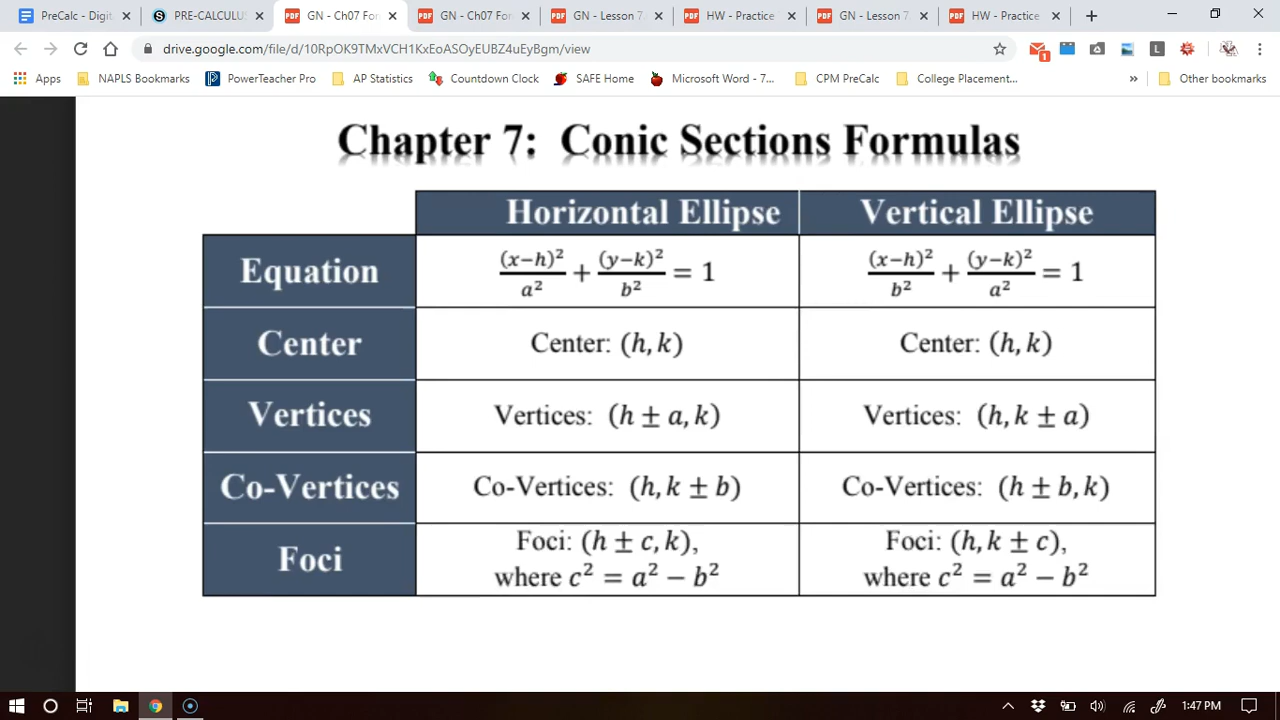 PreCalc - Digit
PRE-CALCULUS
GN - Ch07 For
GN - Ch07 For
GN - Lesson 7
HW - Practice
GN - Lesson 7
HW - Practice
drive.google.com/file/d/10RpOK9TMxVCH1KxEoASOyEUBZ4uEyBgm/view
1
L
Apps NAPLS Bookmarks PowerTeacher Pro AP Statistics Countdown Clock SAFE Home Microsoft Word - 7... CPM PreCalc College Placement... » Other bookmarks
Chapter 7: Conic Sections Formulas
Horizontal Ellipse Vertical Ellipse
Equation (x−h)²/a² + (y−k)²/b² = 1 (x−h)²/b² + (y−k)²/a² = 1
Center Center: (h, k) Center: (h, k)
Vertices Vertices: (h ± a, k) Vertices: (h, k ± a)
Co-Vertices Co-Vertices: (h, k ± b) Co-Vertices: (h ± b, k)
Foci Foci: (h ± c, k), Foci: (h, k ± c),
where c² = a² − b² where c² = a² − b²
1:47 PM